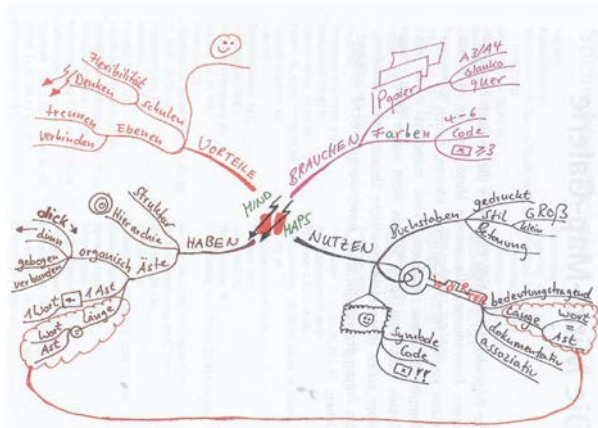 MIND
MAPS
VORTEILE
schulen
Flexibilität
Denken
Ebenen
trennen
verbinden
BRAUCHEN
Papier
A3/A4
blanko
quer
Farben
4-6
Code
≥3
HABEN
Struktur
Hierarchie
Äste
organisch
dick
dünn
gebogen
verbunden
1 Wort
1 Ast
Länge
Wort
Ast
NUTZEN
Buchstaben
gedruckt
Stil
GROß
klein
Betonung
WÖRTER
bedeutungstragend
Länge
Wort
=
Ast
dokumentativ
assoziativ
Symbole
Code
!?